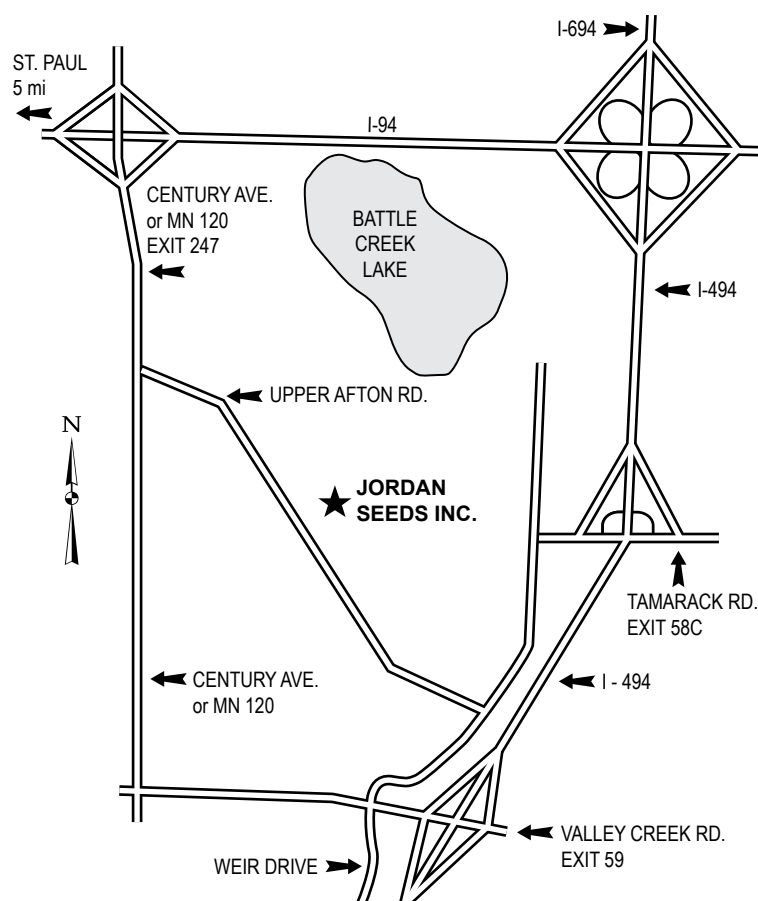 I-694
ST. PAUL
5 mi
I-94
CENTURY AVE.
or MN 120
EXIT 247
BATTLE
CREEK
LAKE
I-494
UPPER AFTON RD.
N
JORDAN
SEEDS INC.
TAMARACK RD.
EXIT 58C
CENTURY AVE.
or MN 120
I - 494
VALLEY CREEK RD.
EXIT 59
WEIR DRIVE